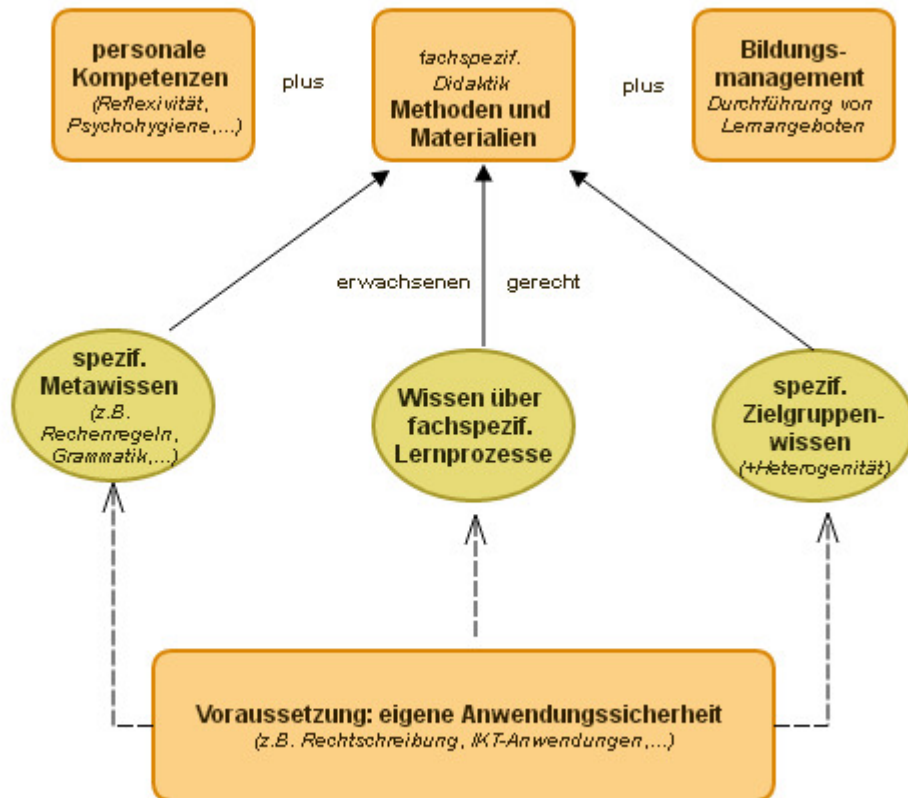 personale
Kompetenzen
(Reflexivität,
Psychohygiene,...)
plus
fachspezif.
Didaktik
Methoden und
Materialien
plus
Bildungs-
management
Durchführung von
Lernangeboten
erwachsenen gerecht
spezif.
Metawissen
(z.B.
Rechenregeln,
Grammatik,...)
Wissen über
fachspezif.
Lernprozesse
spezif.
Zielgruppen-
wissen
(+Heterogenität)
Voraussetzung: eigene Anwendungssicherheit
(z.B. Rechtschreibung, IKT-Anwendungen,...)